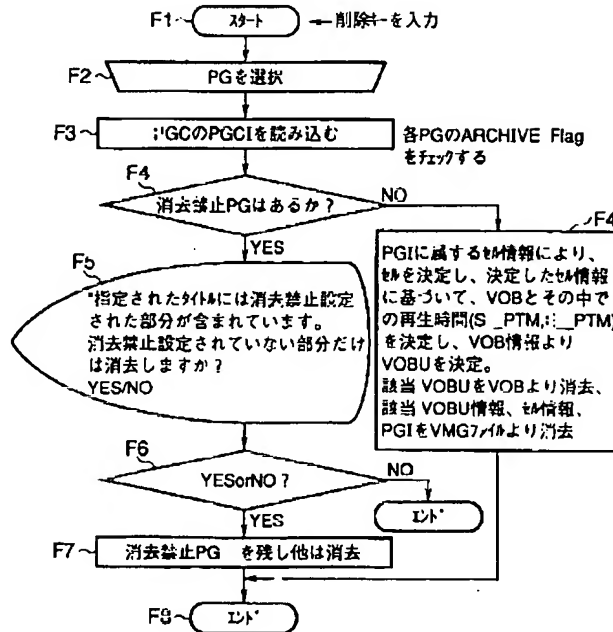 F1 スタート ←削除キーを入力
F2 PGを選択
F3 GCのPGCIを読み込む
各PGのARCHIVE Flag
をチェックする
F4
消去禁止PGはあるか？
NO
YES
F4
PGIに属するセル情報により、
セルを決定し、決定したセル情報
に基づいて、VOBとその中で
の再生時間(S_PTM,
を決定し、VOB情報より
VOBUを決定。
該当 VOBUをVOBより消去、
該当 VOBU情報、セル情報、
PGIをVMGファイルより消去
F5
"指定されたタイトルには消去禁止設定
された部分が含まれています。
消去禁止設定されていない部分だけ
は消去しますか？
YES/NO
F6
YESorNO？
NO
エンド
YES
F7 消去禁止PG を残し他は消去
F8 エンド